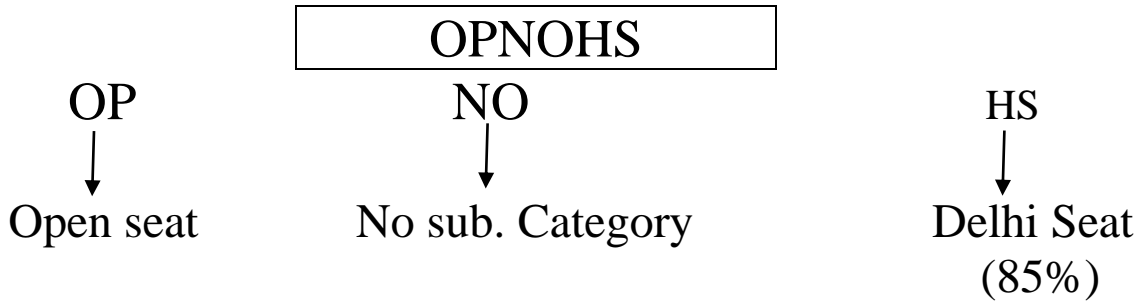 OPNOHS
OP NO HS
Open seat No sub. Category Delhi Seat
(85%)